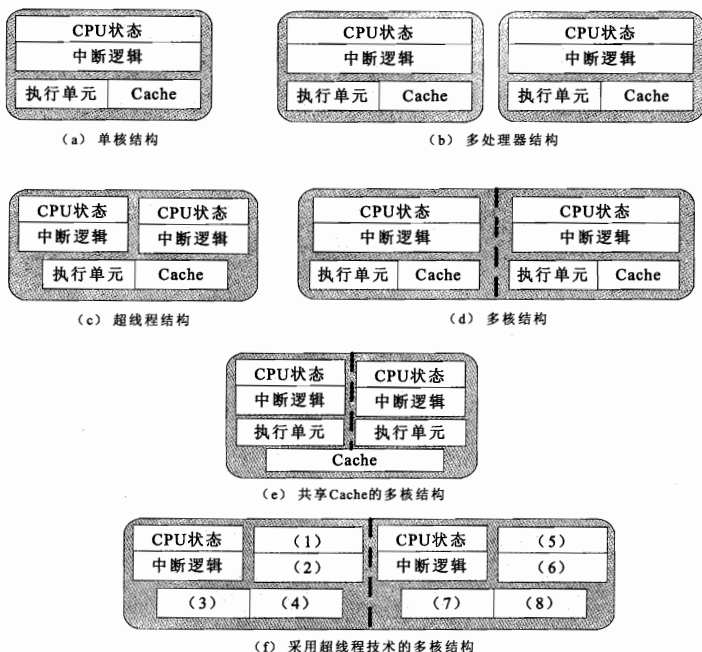 CPU状态
中断逻辑
执行单元 Cache
(a) 单核结构
CPU状态 CPU状态
中断逻辑 中断逻辑
执行单元 Cache 执行单元 Cache
(b) 多处理器结构
CPU状态 CPU状态
中断逻辑 中断逻辑
执行单元 Cache
(c) 超线程结构
CPU状态 CPU状态
中断逻辑 中断逻辑
执行单元 Cache 执行单元 Cache
(d) 多核结构
CPU状态 CPU状态
中断逻辑 中断逻辑
执行单元 执行单元
Cache
(e) 共享Cache的多核结构
CPU状态 (1) CPU状态 (5)
中断逻辑 (2) 中断逻辑 (6)
(3) (4) (7) (8)
(f) 采用超线程技术的多核结构